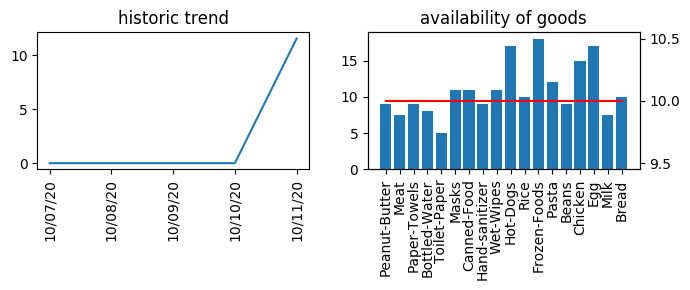 historic trend
10
5
0
10/07/20
10/08/20
10/09/20
10/10/20
10/11/20
availability of goods
15
10
5
0
10.5
10.0
9.5
Peanut-Butter
Meat
Paper-Towels
Bottled-Water
Toilet-Paper
Masks
Canned-Food
Hand-sanitizer
Wet-Wipes
Hot-Dogs
Rice
Frozen-Foods
Pasta
Beans
Chicken
Egg
Milk
Bread